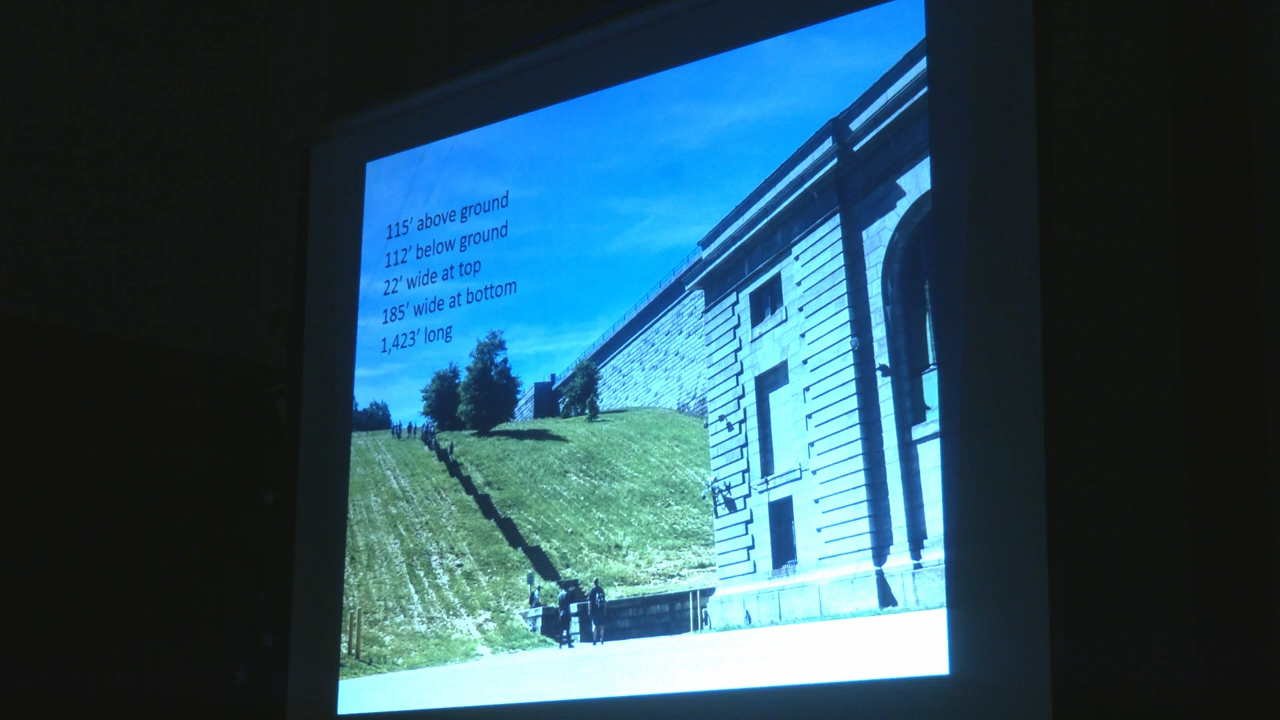 115′ above ground
112′ below ground
22′ wide at top
185′ wide at bottom
1,423′ long